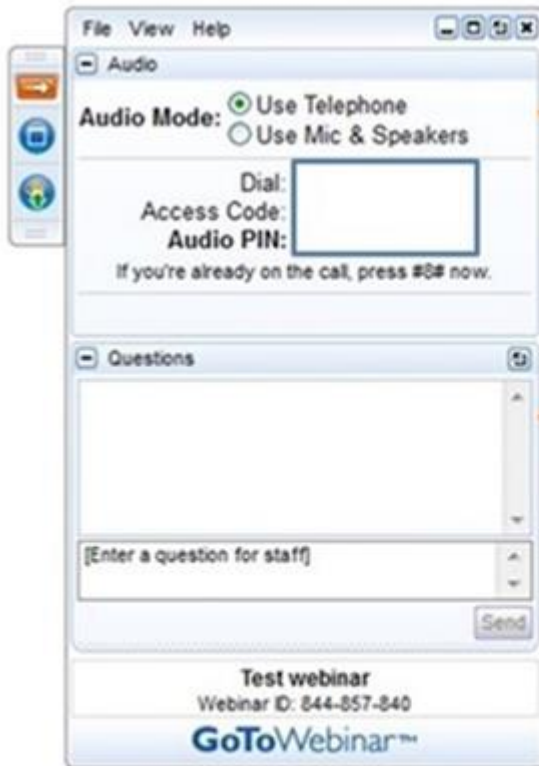 File View Help
Audio
Audio Mode: Use Telephone
Use Mic & Speakers
Dial:
Access Code:
Audio PIN:
If you're already on the call, press #8# now.
Questions
[Enter a question for staff]
Send
Test webinar
Webinar ID: 844-857-840
GoToWebinar™